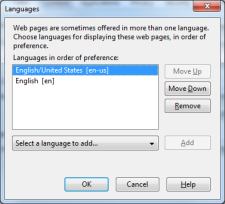 Languages
Web pages are sometimes offered in more than one language.
Choose languages for displaying these web pages, in order of
preference.
Languages in order of preference:
English/United States [en-us]
English [en]
Move Up
Move Down
Remove
Select a language to add...
Add
OK
Cancel
Help